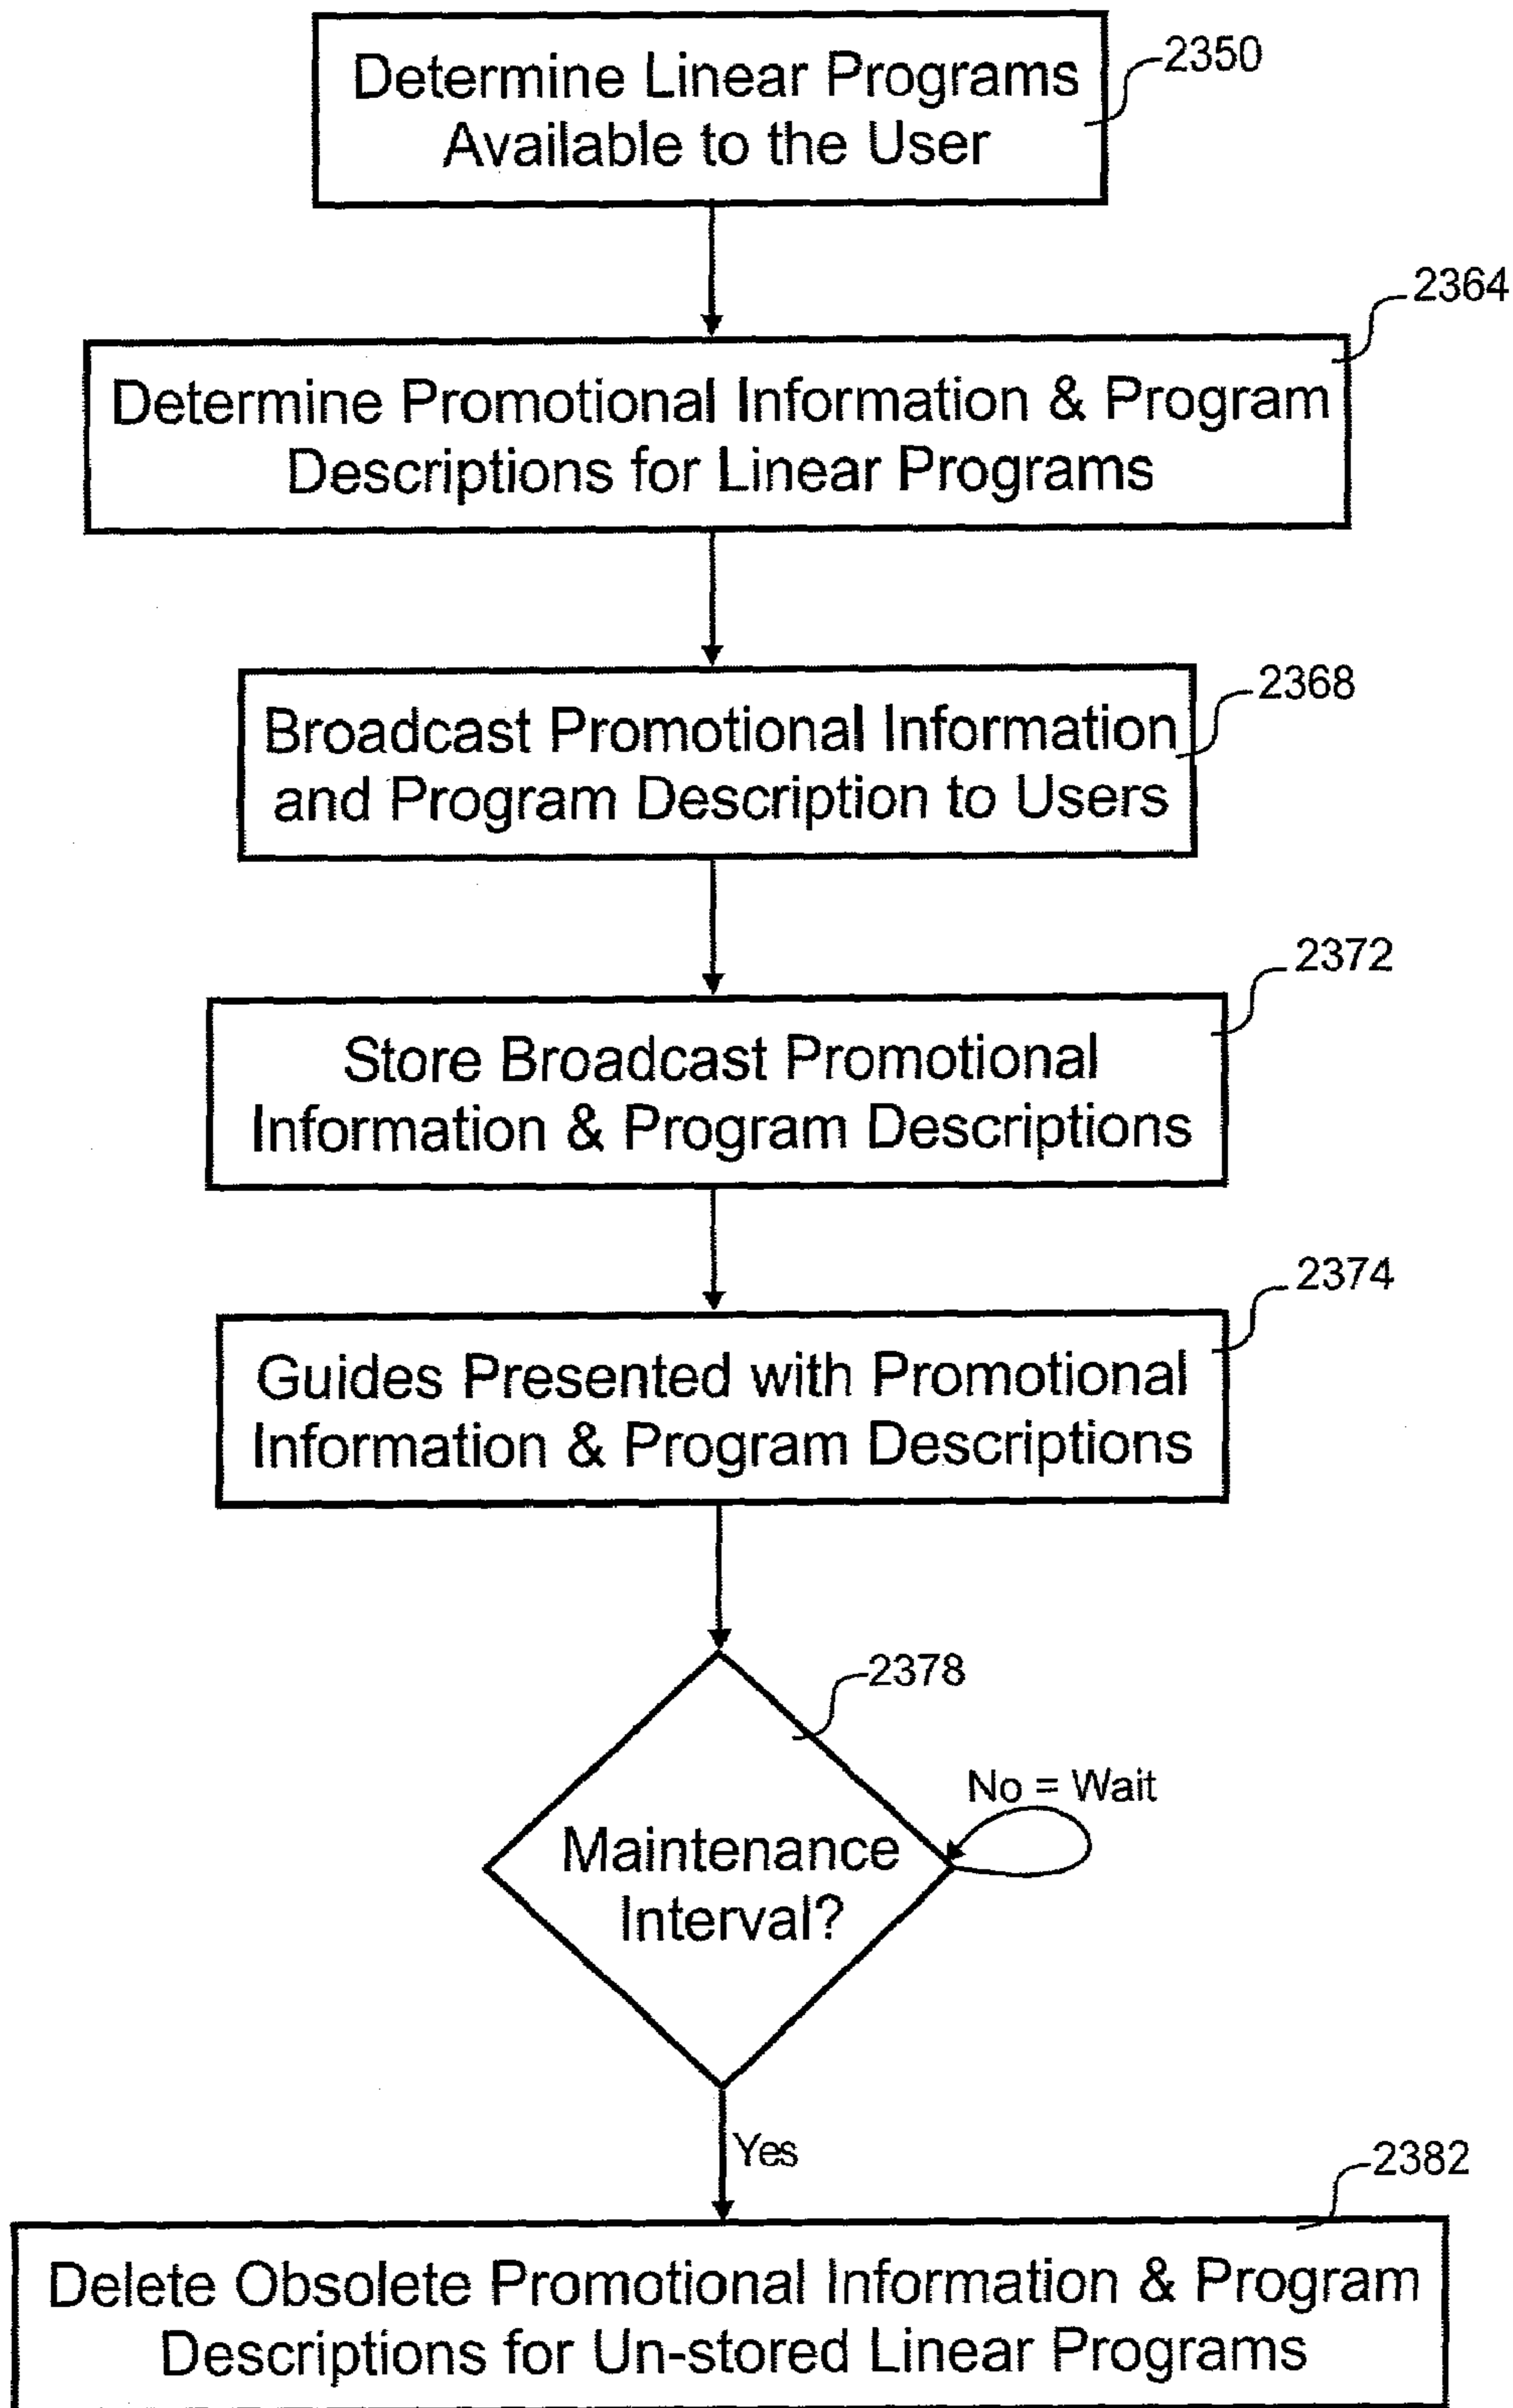 Determine Linear Programs
Available to the User
2350
2364
Determine Promotional Information & Program
Descriptions for Linear Programs
2368
Broadcast Promotional Information
and Program Description to Users
2372
Store Broadcast Promotional
Information & Program Descriptions
2374
Guides Presented with Promotional
Information & Program Descriptions
2378
No = Wait
Maintenance
Interval?
Yes
2382
Delete Obsolete Promotional Information & Program
Descriptions for Un-stored Linear Programs